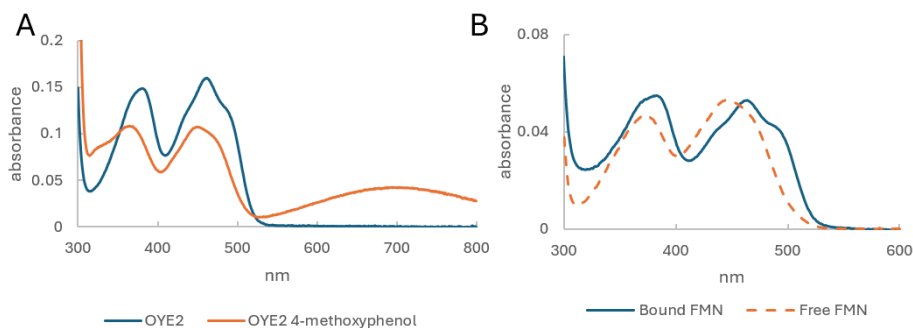 A
0.2
0.15
0.1
0.05
0
absorbance
300 400 500 600 700 800
nm
OYE2 OYE2 4-methoxyphenol
B
0.08
0.04
0
absorbance
300 400 500 600
nm
Bound FMN Free FMN